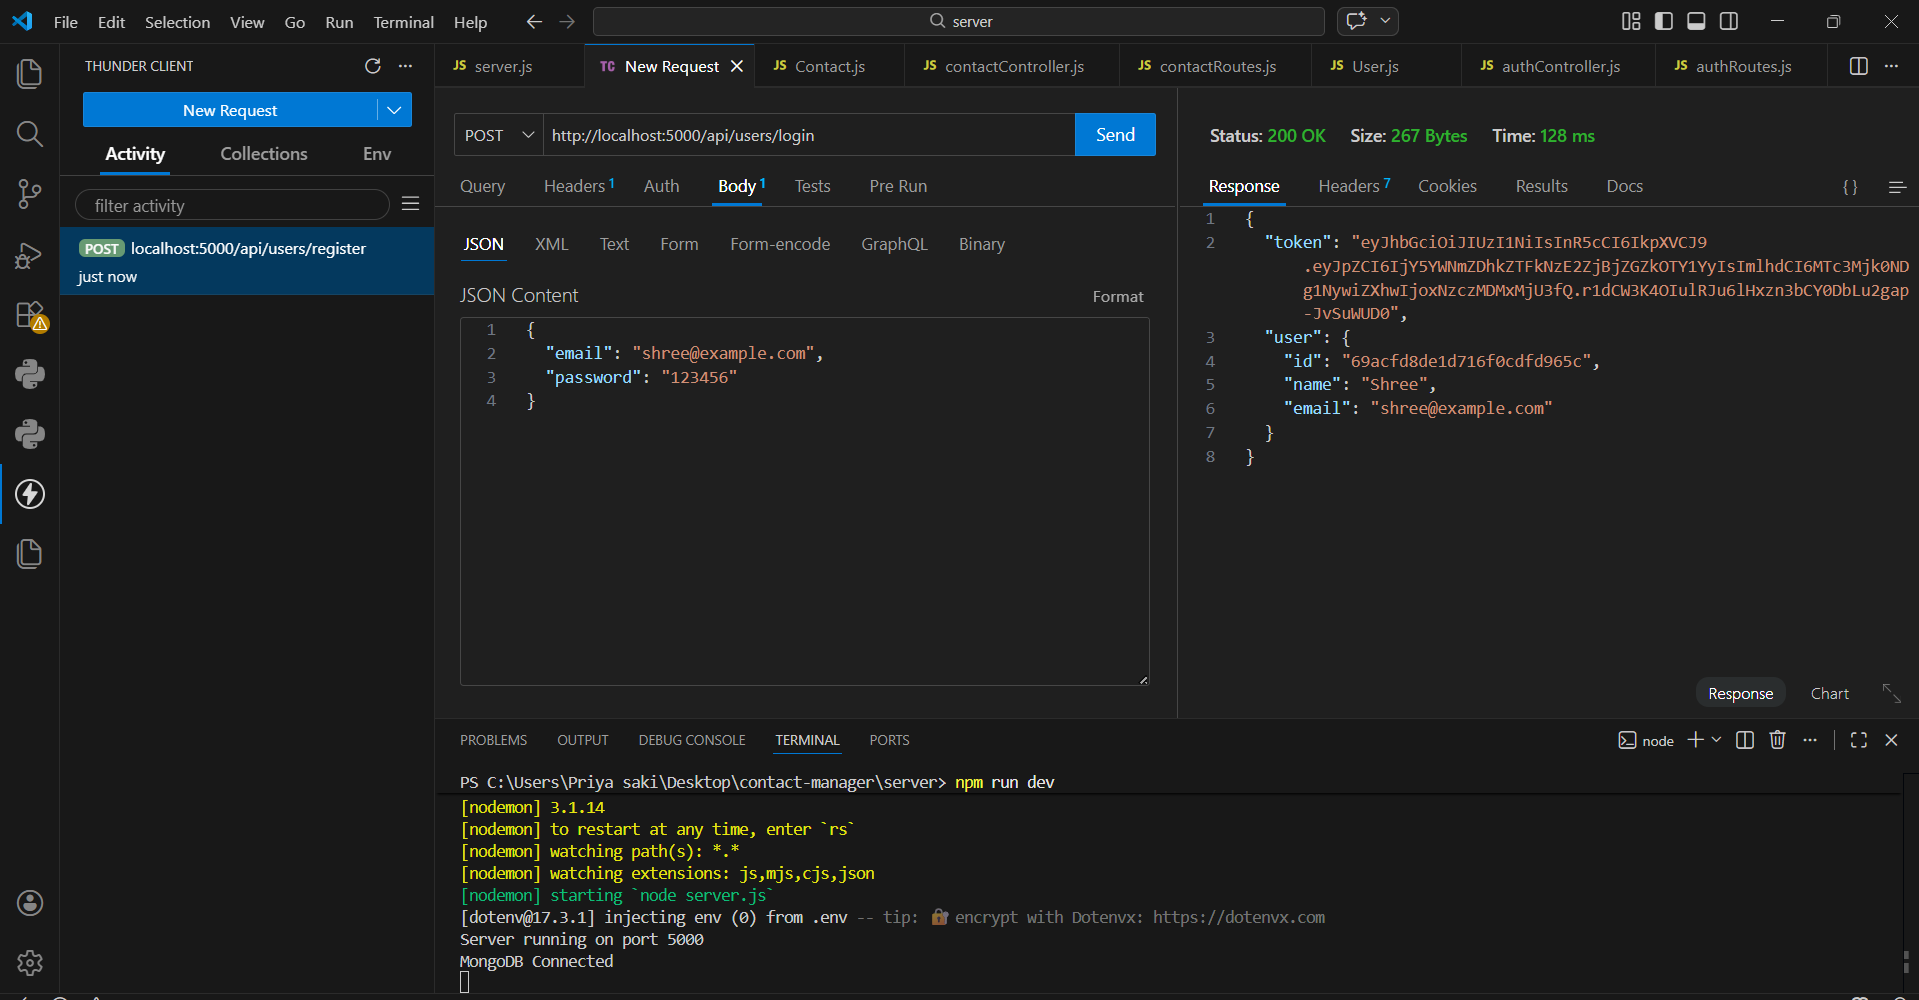 File Edit Selection View Go Run Terminal Help
server
THUNDER CLIENT
New Request
Activity Collections Env
filter activity
POST localhost:5000/api/users/register
just now
JS server.js
TC New Request
JS Contact.js
JS contactController.js
JS contactRoutes.js
JS User.js
JS authController.js
JS authRoutes.js
POST http://localhost:5000/api/users/login Send
Query Headers 1 Auth Body 1 Tests Pre Run
JSON XML Text Form Form-encode GraphQL Binary
JSON Content Format
1 {
2 "email": "shree@example.com",
3 "password": "123456"
4 }
Status: 200 OK Size: 267 Bytes Time: 128 ms
Response Headers 7 Cookies Results Docs {}
1 {
2 "token": "eyJhbGciOiJIUzI1NiIsInR5cCI6IkpXVCJ9
.eyJpZCI6IjY5YWNmZDhkZTFkNzE2ZjBjZGZkOTY1YyIsImlhdCI6MTc3Mjk0ND
g1NywiZXhwIjoxNzczMDMxMjU3fQ.r1dCW3K4OIulRJu6lHxzn3bCY0DbLu2gap
-JvSuWUD0",
3 "user": {
4 "id": "69acfd8de1d716f0cdfd965c",
5 "name": "Shree",
6 "email": "shree@example.com"
7 }
8 }
Response Chart
PROBLEMS OUTPUT DEBUG CONSOLE TERMINAL PORTS
node
PS C:\Users\Priya saki\Desktop\contact-manager\server> npm run dev
[nodemon] 3.1.14
[nodemon] to restart at any time, enter `rs`
[nodemon] watching path(s): *.*
[nodemon] watching extensions: js,mjs,cjs,json
[nodemon] starting `node server.js`
[dotenv@17.3.1] injecting env (0) from .env -- tip: 🔐 encrypt with Dotenvx: https://dotenvx.com
Server running on port 5000
MongoDB Connected